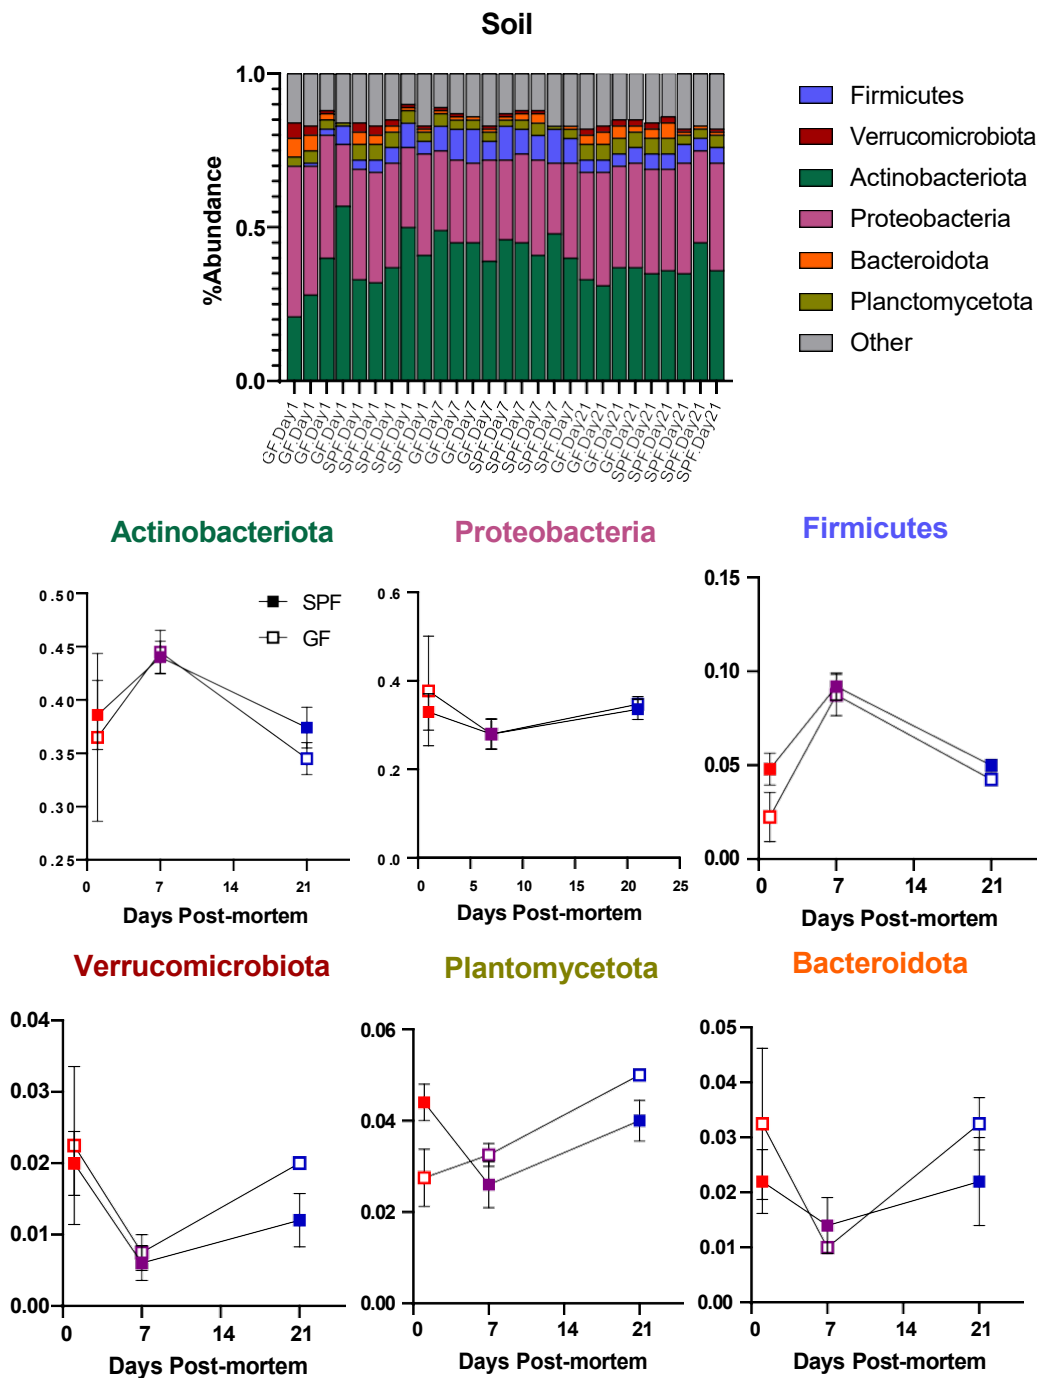 Soil
%Abundance
1.0
0.5
0.0
GF.Day1
GF.Day1
GF.Day1
GF.Day1
SPF.Day1
SPF.Day1
SPF.Day1
SPF.Day1
SPF.Day1
GF.Day7
GF.Day7
GF.Day7
GF.Day7
SPF.Day7
SPF.Day7
SPF.Day7
SPF.Day7
SPF.Day7
GF.Day21
GF.Day21
GF.Day21
GF.Day21
SPF.Day21
SPF.Day21
SPF.Day21
SPF.Day21
SPF.Day21
Firmicutes
Verrucomicrobiota
Actinobacteriota
Proteobacteria
Bacteroidota
Planctomycetota
Other
Actinobacteriota
0.50
0.45
0.40
0.35
0.30
0.25
0 7 14 21
Days Post-mortem
SPF
GF
Proteobacteria
0.6
0.4
0.2
0.0
0 5 10 15 20 25
Days Post-mortem
Firmicutes
0.15
0.10
0.05
0.00
0 7 14 21
Days Post-mortem
Verrucomicrobiota
0.04
0.03
0.02
0.01
0.00
0 7 14 21
Days Post-mortem
Plantomycetota
0.06
0.04
0.02
0.00
0 7 14 21
Days Post-mortem
Bacteroidota
0.05
0.04
0.03
0.02
0.01
0.00
0 7 14 21
Days Post-mortem